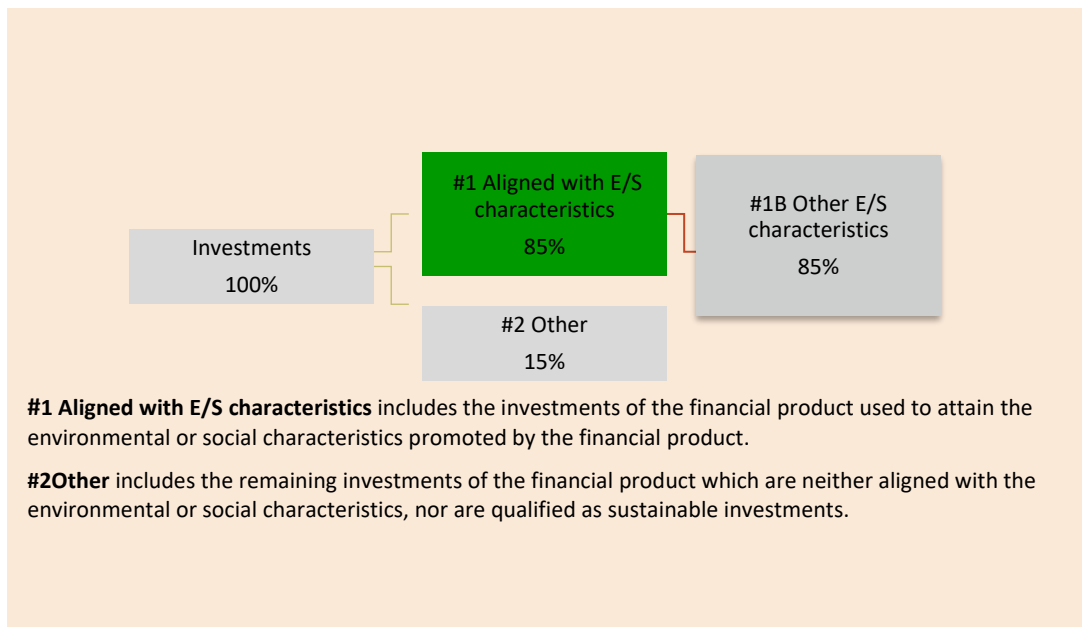 #1 Aligned with E/S
characteristics
85%
#1B Other E/S
characteristics
85%
Investments
100%
#2 Other
15%
#1 Aligned with E/S characteristics includes the investments of the financial product used to attain the
environmental or social characteristics promoted by the financial product.
#2Other includes the remaining investments of the financial product which are neither aligned with the
environmental or social characteristics, nor are qualified as sustainable investments.